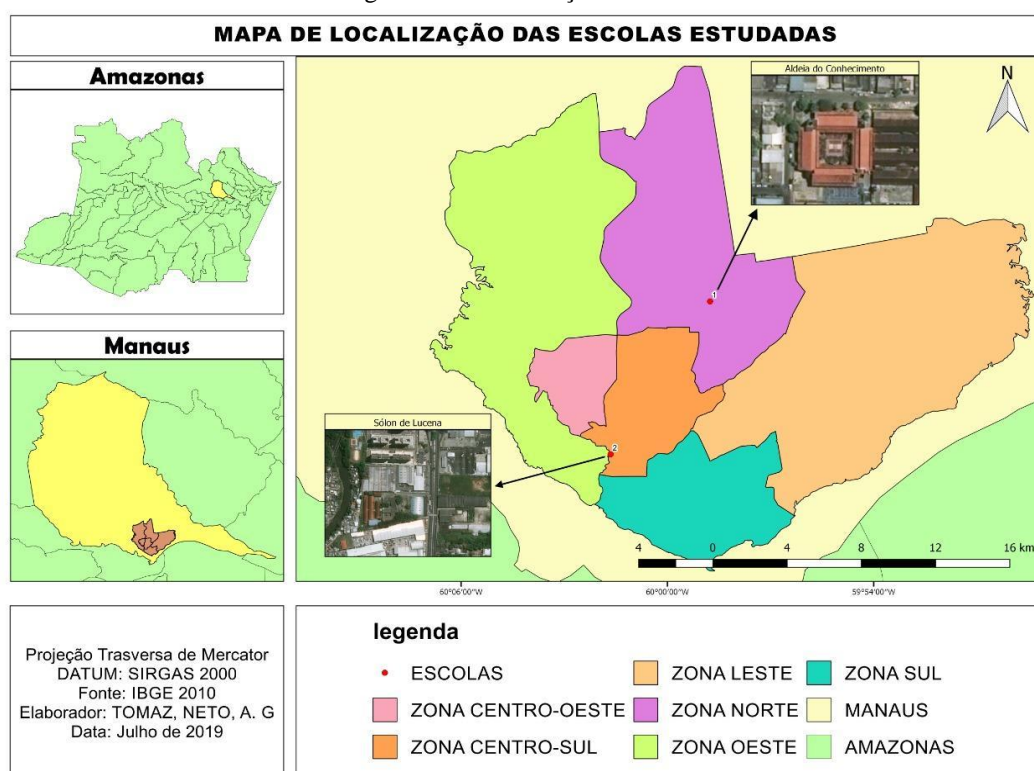 MAPA DE LOCALIZAÇÃO DAS ESCOLAS ESTUDADAS
Amazonas
Manaus
Aldeia do Conhecimento
N
1
Sólon de Lucena
2
4 0 4 8 12 16 km
60°06'00"W 60°00'00"W 59°54'00"W
Projeção Trasversa de Mercator
DATUM: SIRGAS 2000
Fonte: IBGE 2010
Elaborador: TOMAZ, NETO, A. G
Data: Julho de 2019
legenda
ESCOLAS
ZONA CENTRO-OESTE
ZONA CENTRO-SUL
ZONA LESTE
ZONA NORTE
ZONA OESTE
ZONA SUL
MANAUS
AMAZONAS